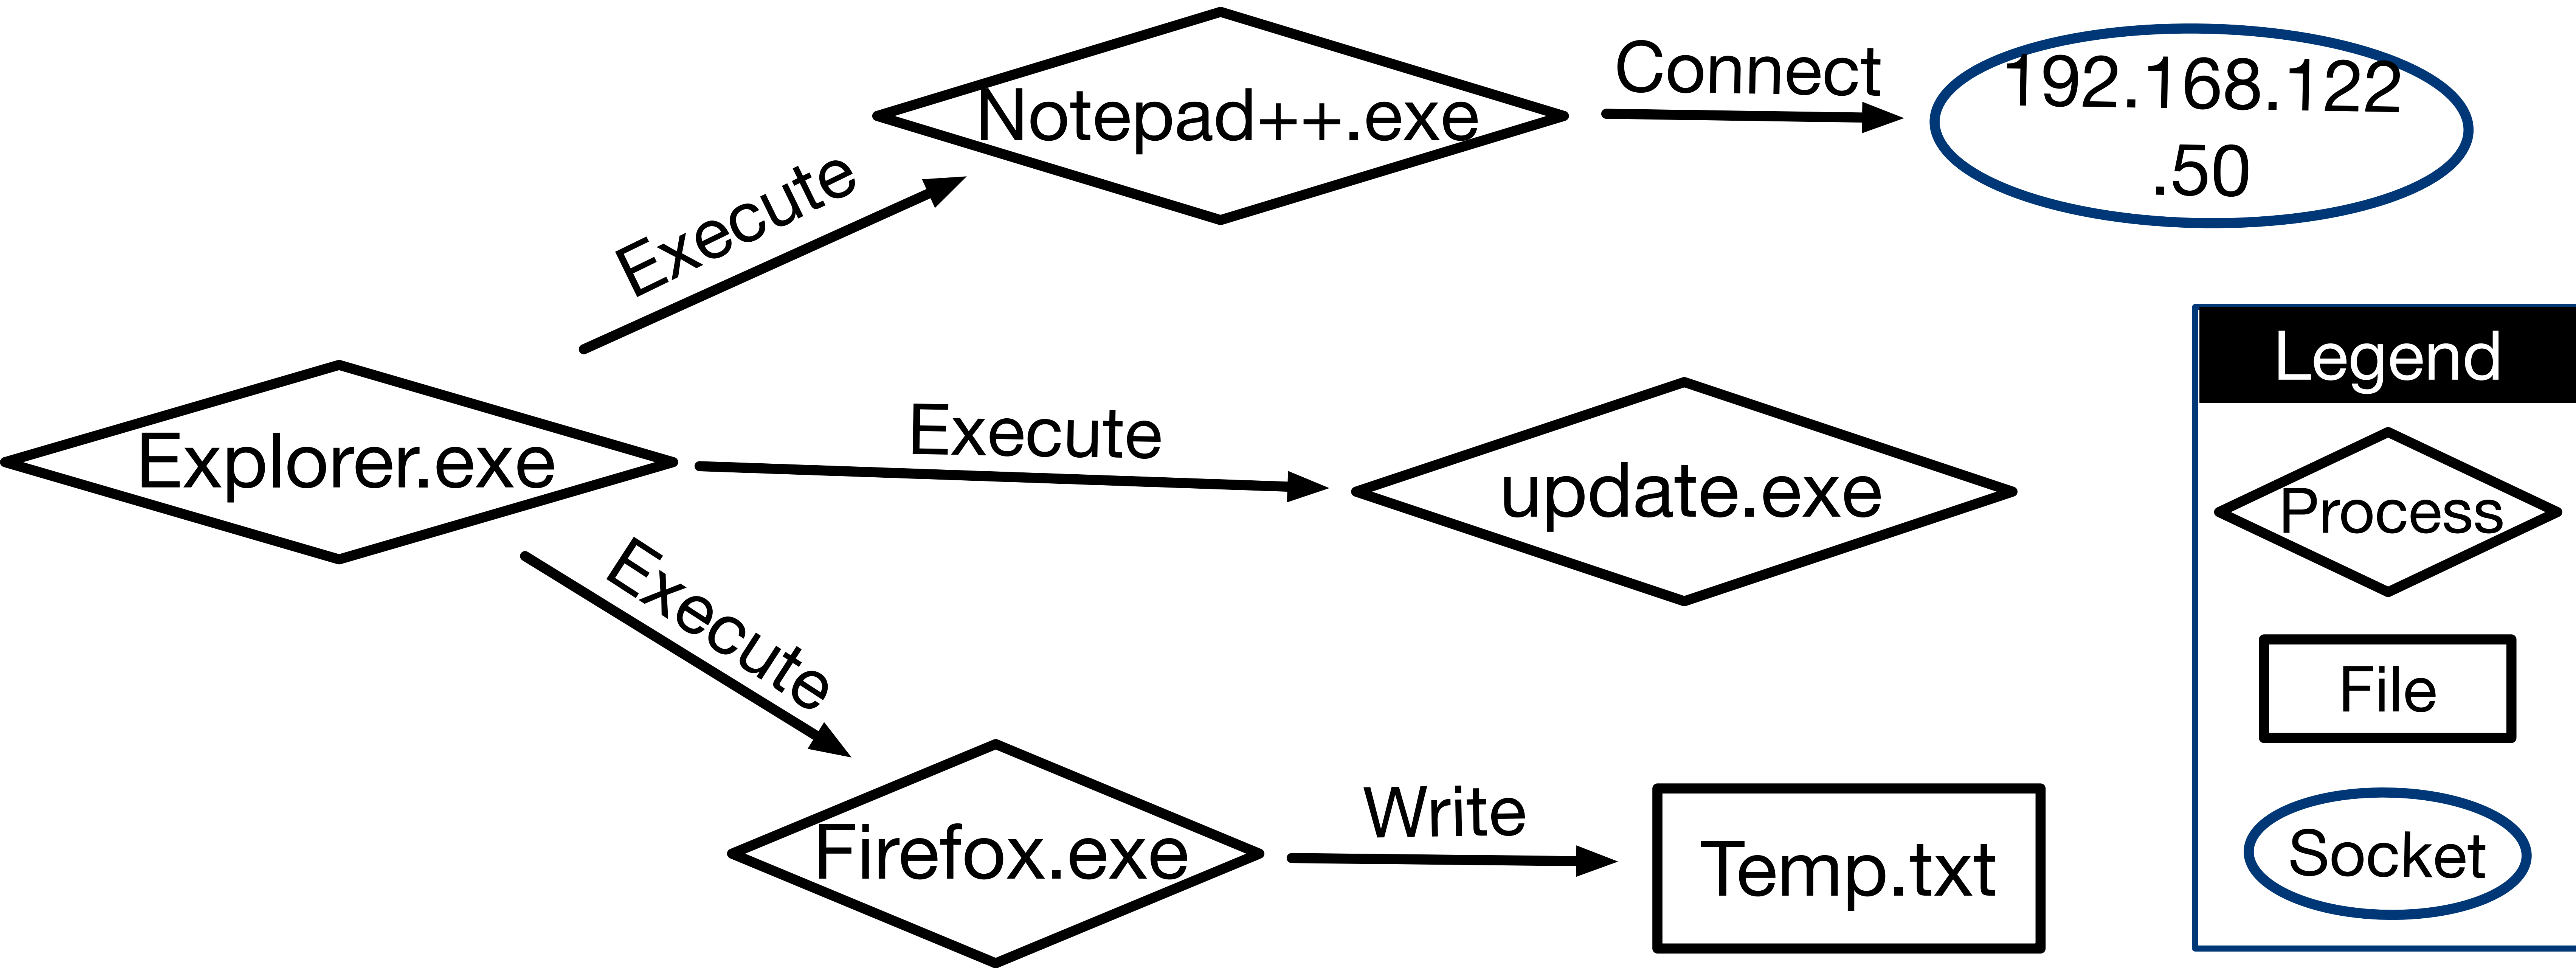 Notepad++.exe
Connect
192.168.122
.50
Execute
Explorer.exe
Execute
update.exe
Execute
Firefox.exe
Write
Temp.txt
Legend
Process
File
Socket